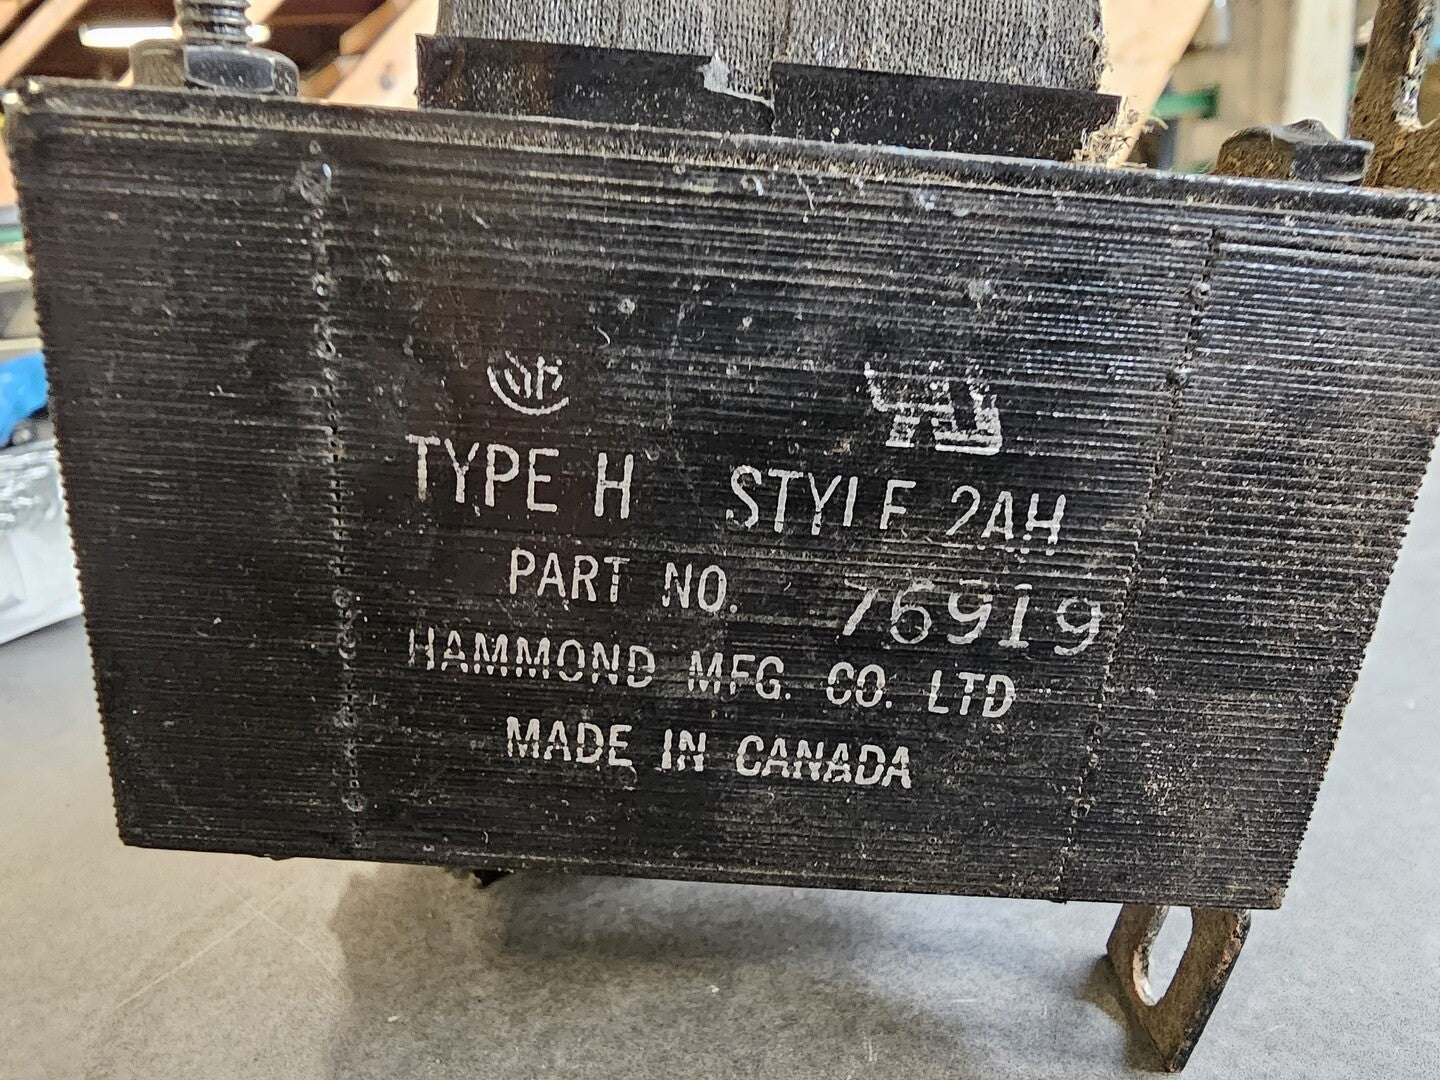 TYPE H STYLE 2AH
PART NO. 76919
HAMMOND MFG. CO. LTD
MADE IN CANADA